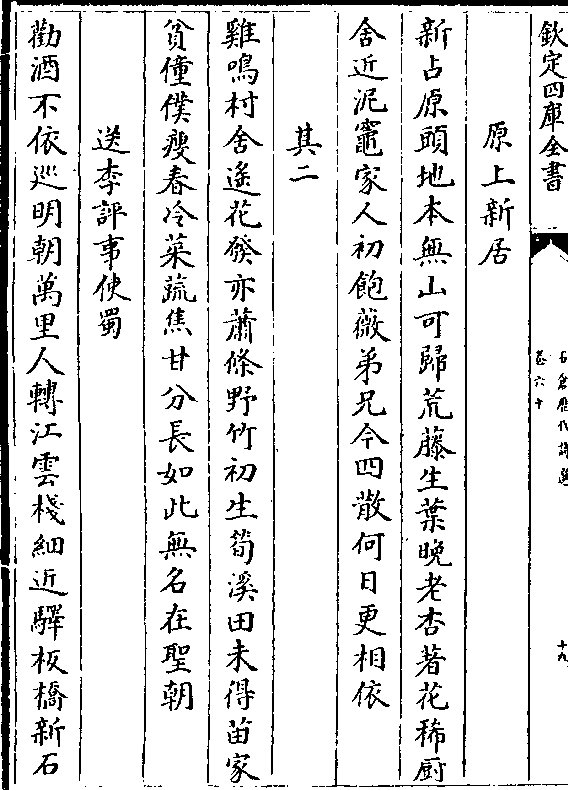 欽定四庫全書
石倉歷代詩選
卷六十
十九
原上新居
新占原頭地本無山可歸荒藤生葉晚老杏著花稀厨
舍近泥竈家人初飽薇弟兄今四散何日更相依
其二
雞鳴村舍遙花發亦蕭條野竹初生筍溪田未得苗家
貧僮僕瘦春冷菜蔬焦甘分長如此無名在聖朝
送李評事使蜀
勸酒不依巡明朝萬里人轉江雲棧細近驛板橋新石